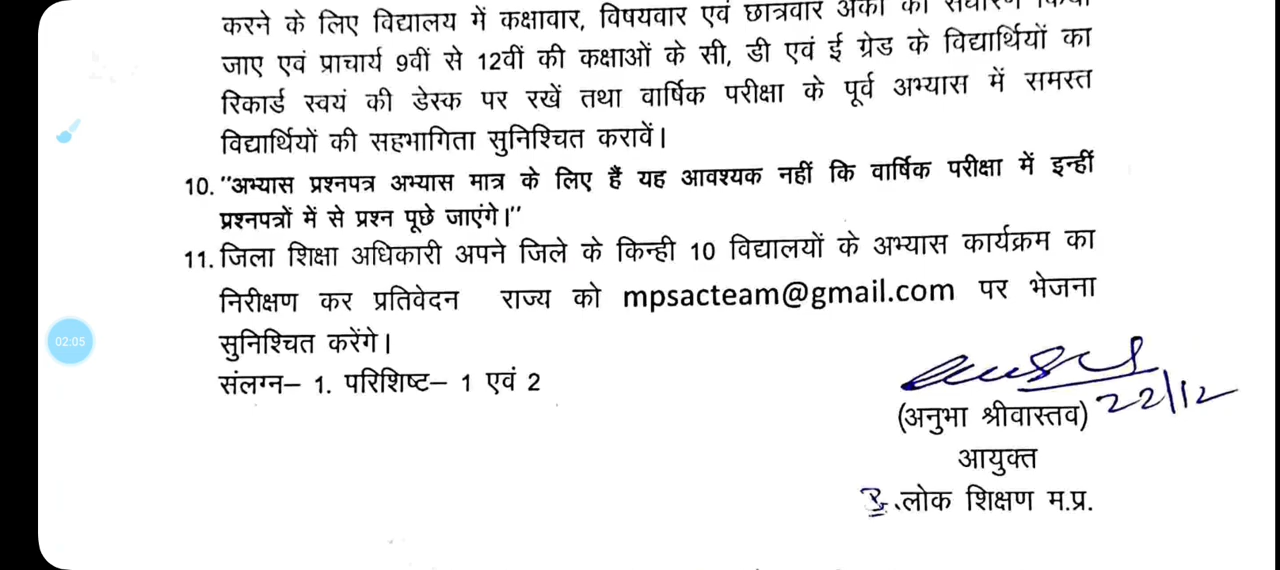 करने के लिए विद्यालय में कक्षावार, विषयवार एवं छात्रवार अंकों का संधारण किया
जाए एवं प्राचार्य 9वीं से 12वीं की कक्षाओं के सी, डी एवं ई ग्रेड के विद्यार्थियों का
रिकार्ड स्वयं की डेस्क पर रखें तथा वार्षिक परीक्षा के पूर्व अभ्यास में समस्त
विद्यार्थियों की सहभागिता सुनिश्चित करावें।
10. "अभ्यास प्रश्नपत्र अभ्यास मात्र के लिए हैं यह आवश्यक नहीं कि वार्षिक परीक्षा में इन्हीं
प्रश्नपत्रों में से प्रश्न पूछे जाएंगे।"
11. जिला शिक्षा अधिकारी अपने जिले के किन्ही 10 विद्यालयों के अभ्यास कार्यक्रम का
निरीक्षण कर प्रतिवेदन राज्य को mpsacteam@gmail.com पर भेजना
सुनिश्चित करेंगे।
02:05
संलग्न– 1. परिशिष्ट– 1 एवं 2
22/12
(अनुभा श्रीवास्तव)
आयुक्त
लोक शिक्षण म.प्र.